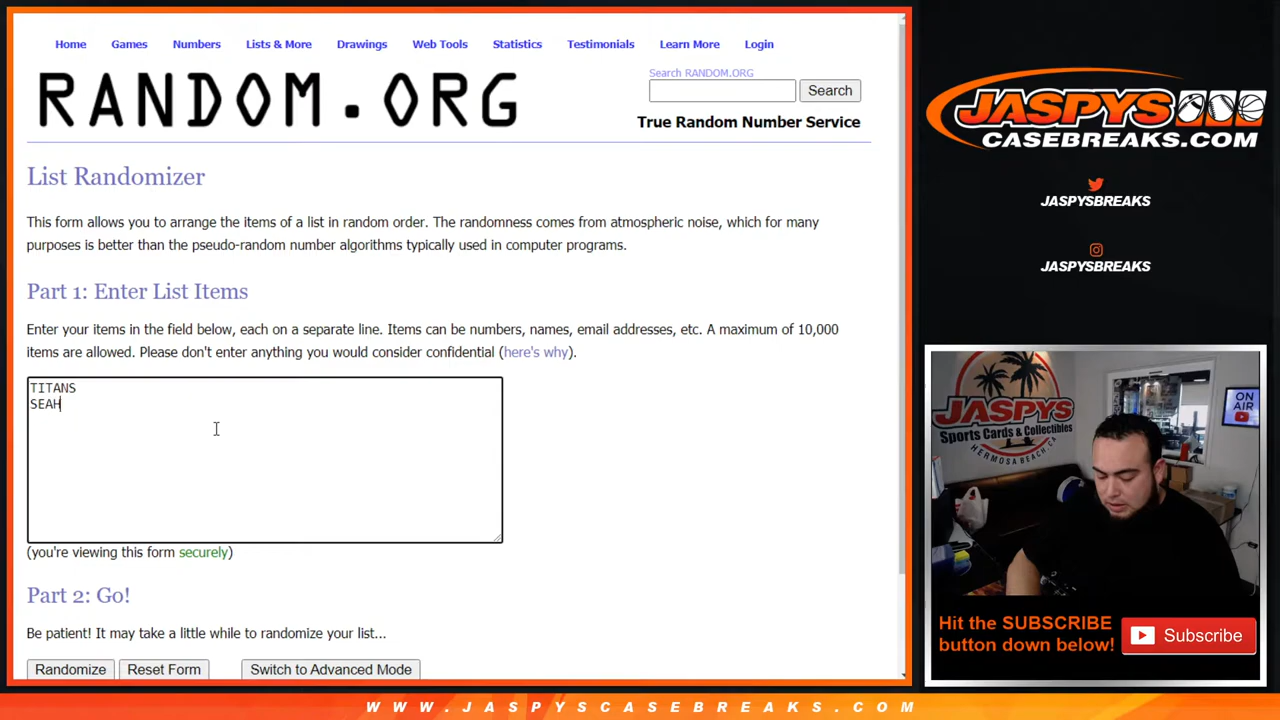 Home Games Numbers Lists & More Drawings Web Tools Statistics Testimonials Learn More Login
RANDOM.ORG
Search RANDOM.ORG
Search
True Random Number Service
List Randomizer
This form allows you to arrange the items of a list in random order. The randomness comes from atmospheric noise, which for many
purposes is better than the pseudo-random number algorithms typically used in computer programs.
Part 1: Enter List Items
Enter your items in the field below, each on a separate line. Items can be numbers, names, email addresses, etc. A maximum of 10,000
items are allowed. Please don't enter anything you would consider confidential (here's why).
TITANS
SEAH
(you're viewing this form securely)
Part 2: Go!
Be patient! It may take a little while to randomize your list...
Randomize Reset Form Switch to Advanced Mode
JASPYS
CASEBREAKS.COM
JASPYSBREAKS
JASPYSBREAKS
JASPYS
Sports Cards & Collectibles
HERMOSA BEACH, CA
ON
AIR
Hit the SUBSCRIBE
button down below!
Subscribe
WWW.JASPYSCASEBREAKS.COM